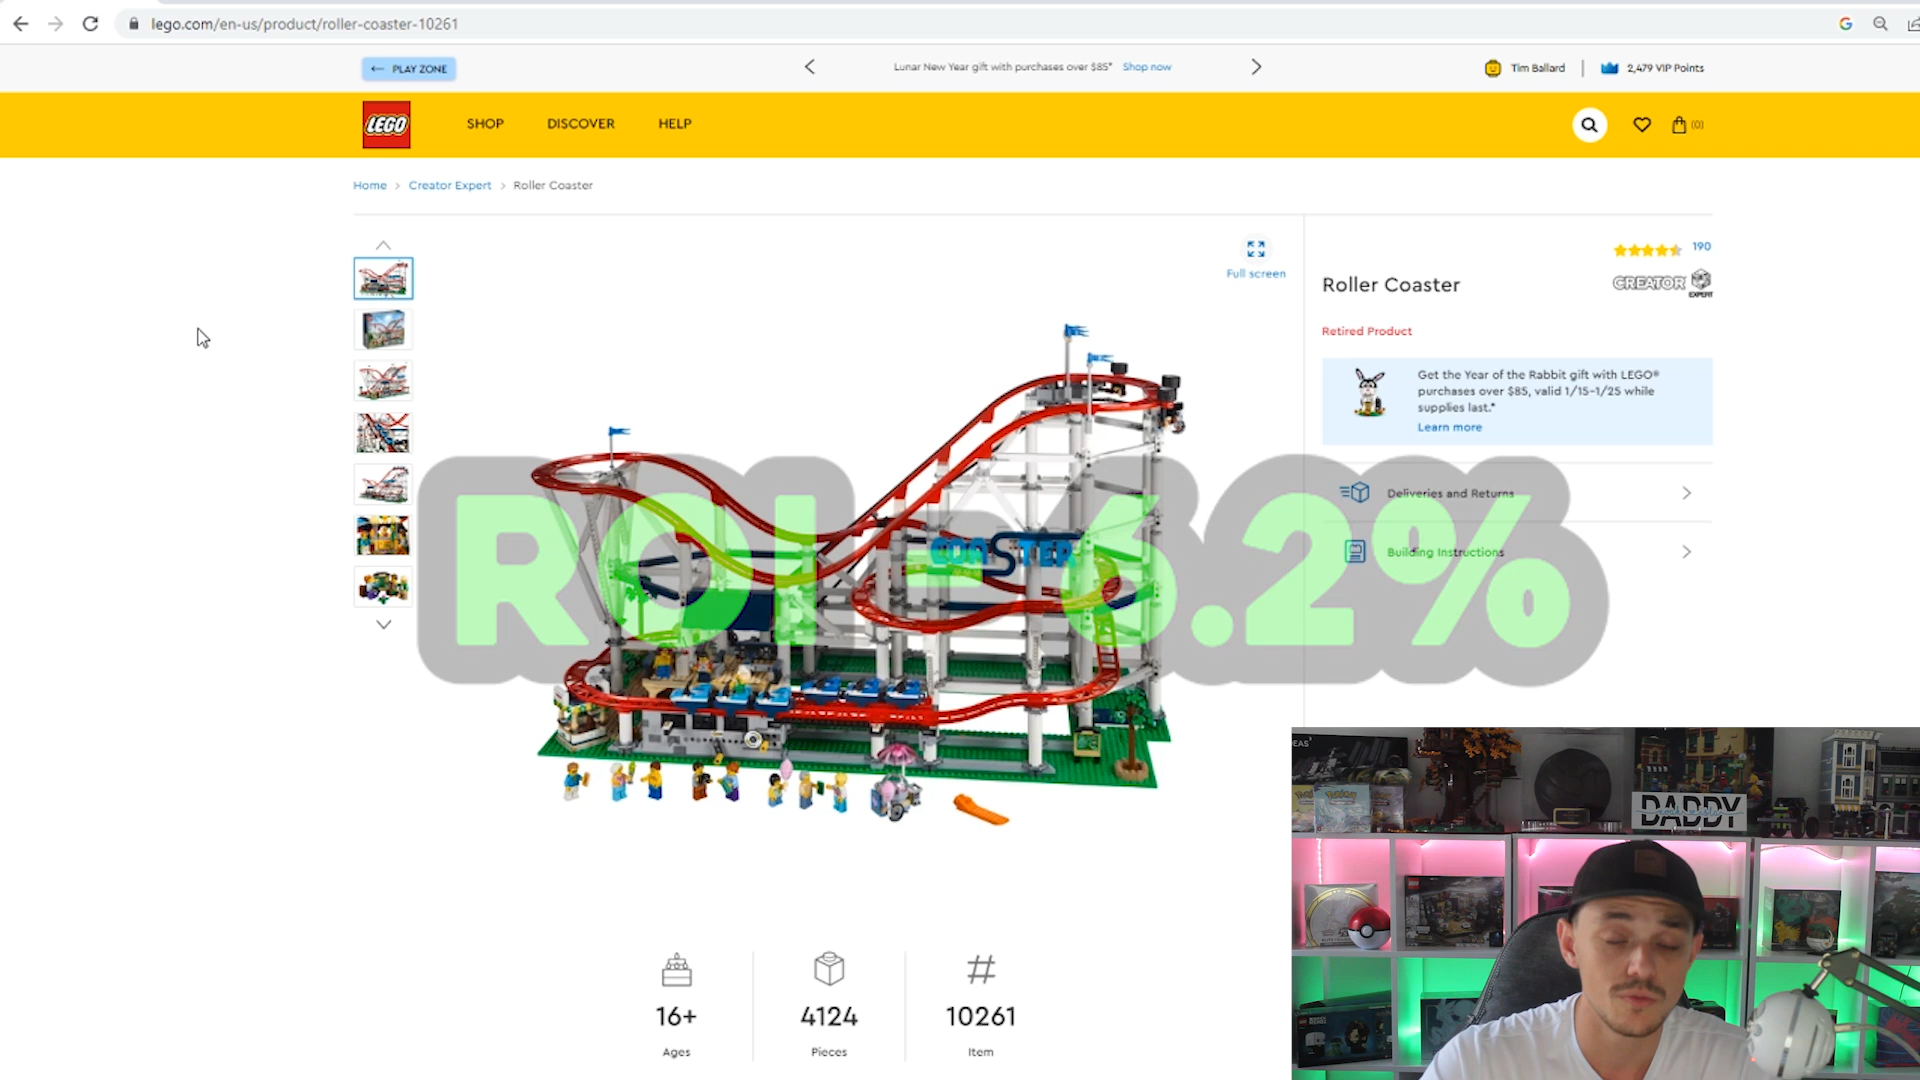 lego.com/en-us/product/roller-coaster-10261
PLAY ZONE
Lunar New Year gift with purchases over $85* Shop now
Tim Ballard
2,479 VIP Points
LEGO
SHOP
DISCOVER
HELP
(0)
Home > Creator Expert > Roller Coaster
Full screen
190
Roller Coaster
CREATOR
EXPERT
Retired Product
Get the Year of the Rabbit gift with LEGO®
purchases over $85, valid 1/15-1/25 while
supplies last.*
Learn more
Deliveries and Returns
Building Instructions
COASTER
ROI - 6.2%
DADDY
16+
Ages
4124
Pieces
10261
Item